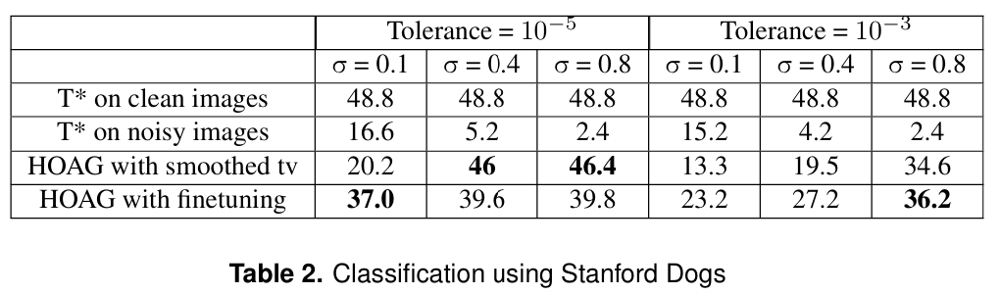 Tolerance = 10⁻⁵ Tolerance = 10⁻³
σ = 0.1 σ = 0.4 σ = 0.8 σ = 0.1 σ = 0.4 σ = 0.8
T* on clean images 48.8 48.8 48.8 48.8 48.8 48.8
T* on noisy images 16.6 5.2 2.4 15.2 4.2 2.4
HOAG with smoothed tv 20.2 46 46.4 13.3 19.5 34.6
HOAG with finetuning 37.0 39.6 39.8 23.2 27.2 36.2
Table 2. Classification using Stanford Dogs